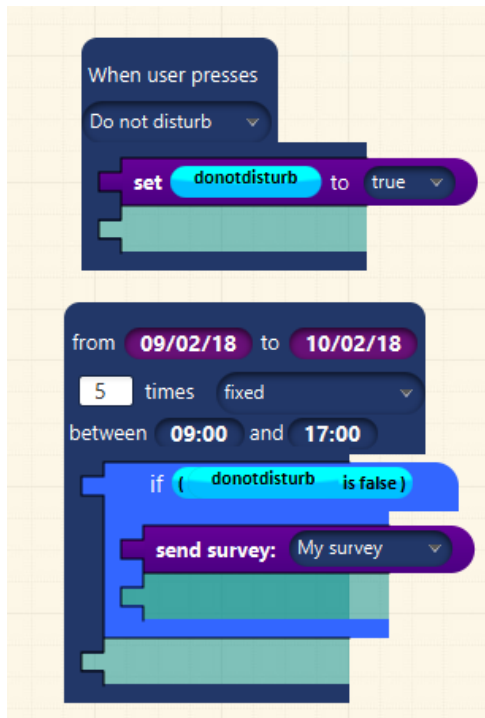 When user presses
Do not disturb
set donotdisturb to true
from 09/02/18 to 10/02/18
5 times fixed
between 09:00 and 17:00
if ( donotdisturb is false )
send survey: My survey